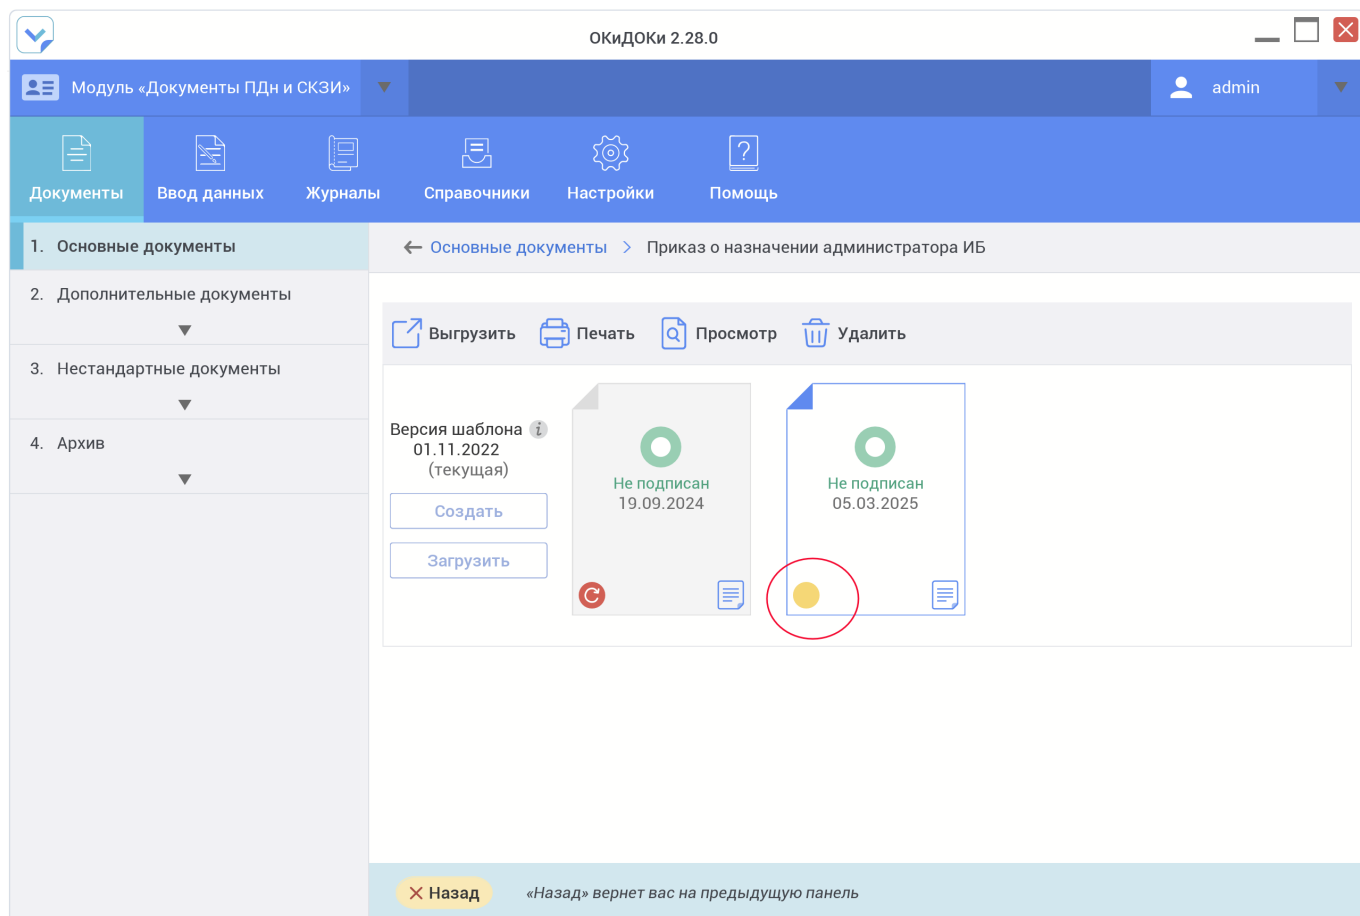 ОКиДОКи 2.28.0
Модуль «Документы ПДн и СКЗИ»
admin
Документы
Ввод данных
Журналы
Справочники
Настройки
Помощь
1. Основные документы
2. Дополнительные документы
3. Нестандартные документы
4. Архив
Основные документы > Приказ о назначении администратора ИБ
Выгрузить
Печать
Просмотр
Удалить
Версия шаблона i
01.11.2022
(текущая)
Создать
Загрузить
Не подписан
19.09.2024
Не подписан
05.03.2025
Назад
«Назад» вернет вас на предыдущую панель